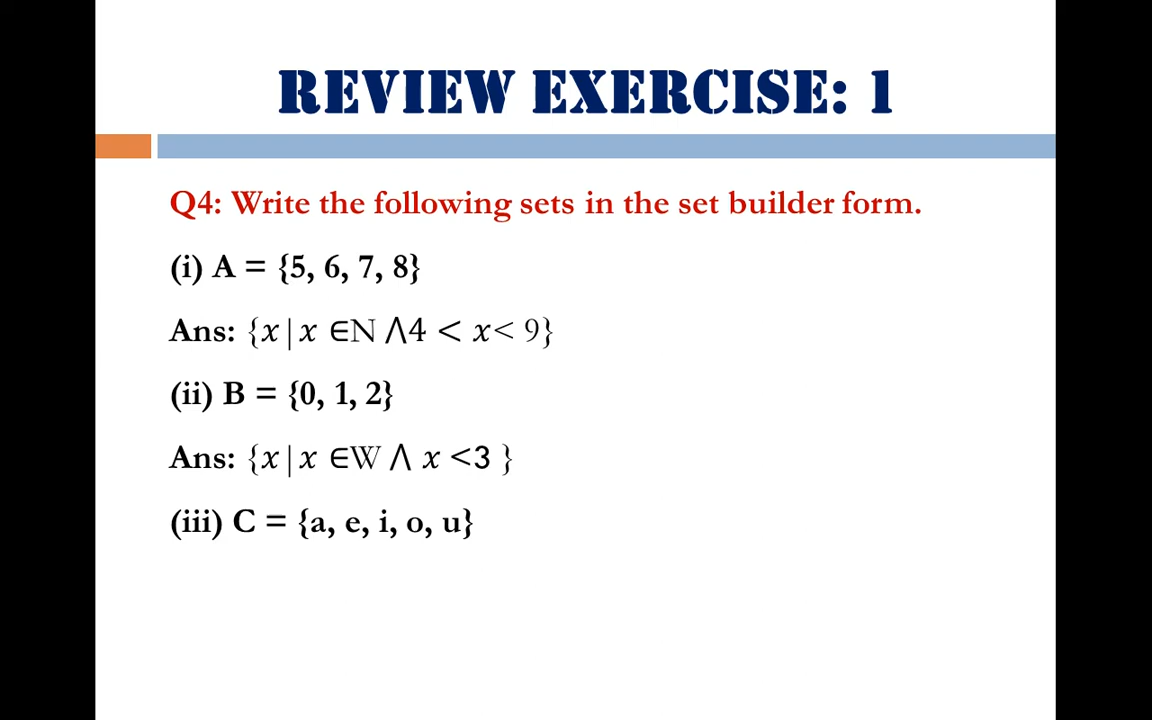 REVIEW EXERCISE: 1
Q4: Write the following sets in the set builder form.
(i) A = {5, 6, 7, 8}
Ans: {𝑥|𝑥 ∈N ⋀4 < 𝑥< 9}
(ii) B = {0, 1, 2}
Ans: {𝑥|𝑥 ∈W ⋀ 𝑥 <3 }
(iii) C = {a, e, i, o, u}